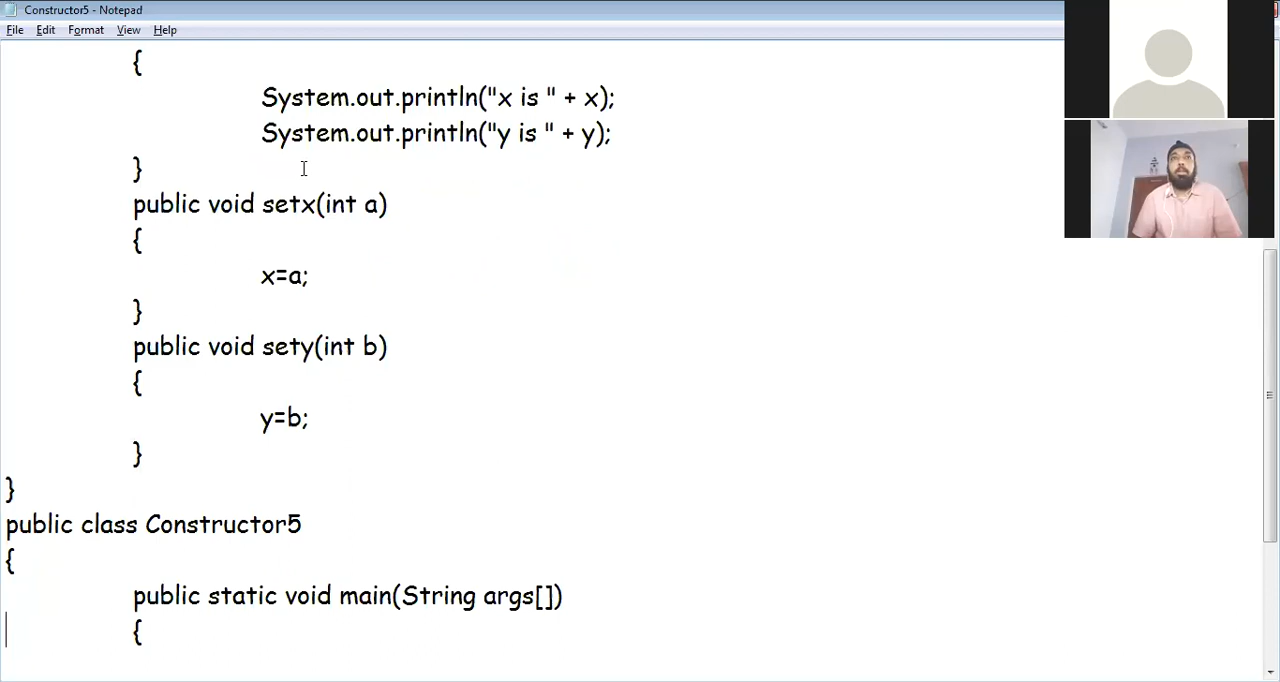 Constructor5 - Notepad
File Edit Format View Help
{
System.out.println("x is " + x);
System.out.println("y is " + y);
}
public void setx(int a)
{
x=a;
}
public void sety(int b)
{
y=b;
}
}
public class Constructor5
{
public static void main(String args[])
{